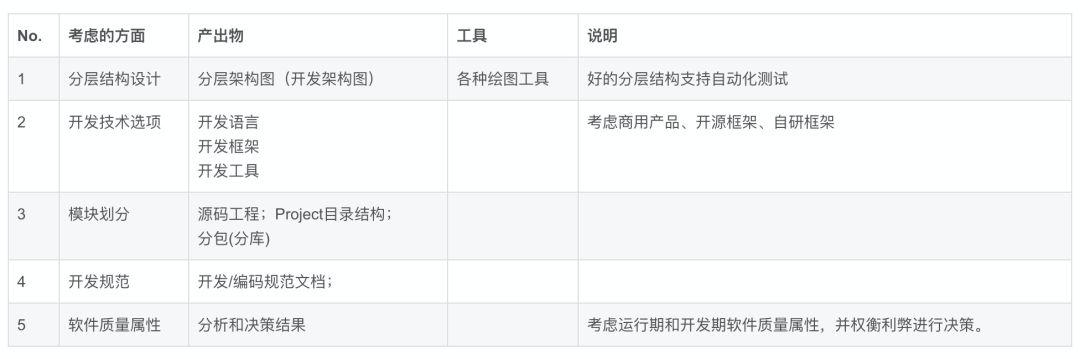 No. 考虑的方面 产出物 工具 说明
1 分层结构设计 分层架构图（开发架构图） 各种绘图工具 好的分层结构支持自动化测试
2 开发技术选项 开发语言 考虑商用产品、开源框架、自研框架
开发框架
开发工具
3 模块划分 源码工程；Project目录结构；
分包(分库)
4 开发规范 开发/编码规范文档；
5 软件质量属性 分析和决策结果 考虑运行期和开发期软件质量属性，并权衡利弊进行决策。